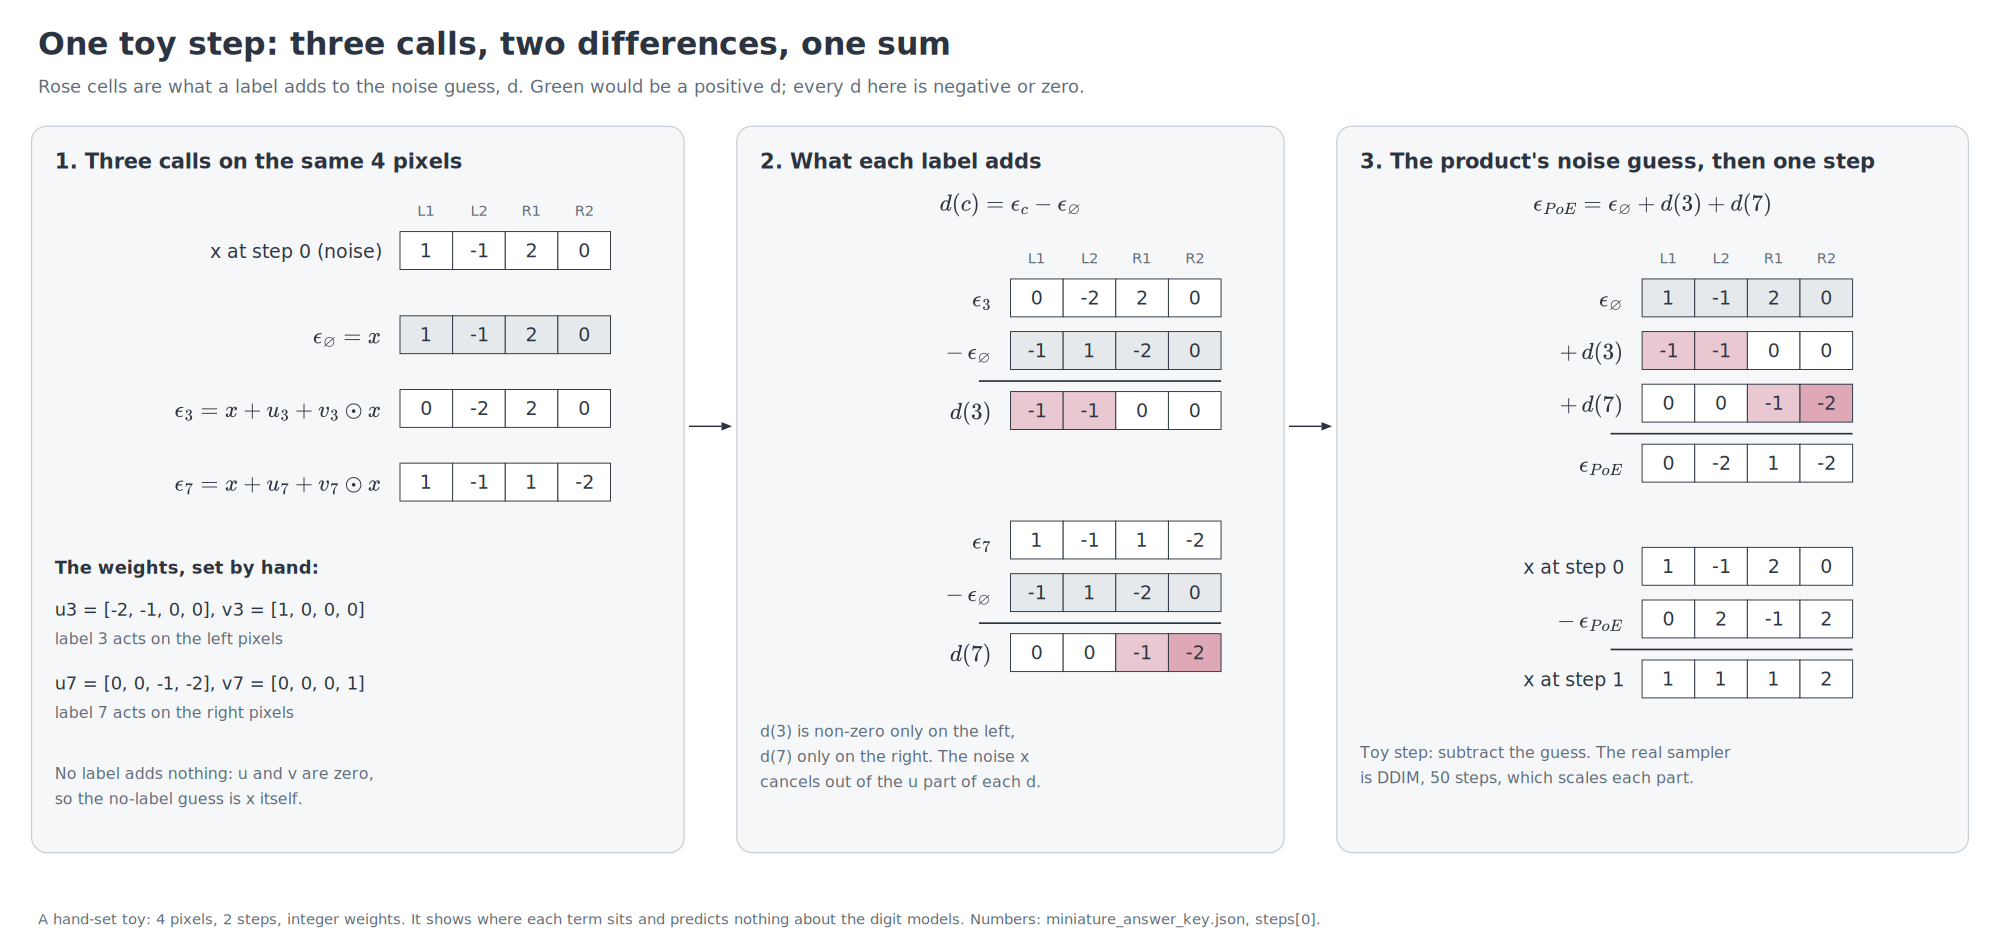 One toy step: three calls, two differences, one sum
Rose cells are what a label adds to the noise guess, d. Green would be a positive d; every d here is negative or zero.
1. Three calls on the same 4 pixels
L1 L2 R1 R2
x at step 0 (noise) 1 -1 2 0
ϵ∅ = x 1 -1 2 0
ϵ3 = x + u3 + v3 ⊙ x 0 -2 2 0
ϵ7 = x + u7 + v7 ⊙ x 1 -1 1 -2
The weights, set by hand:
u3 = [-2, -1, 0, 0], v3 = [1, 0, 0, 0]
label 3 acts on the left pixels
u7 = [0, 0, -1, -2], v7 = [0, 0, 0, 1]
label 7 acts on the right pixels
No label adds nothing: u and v are zero,
so the no-label guess is x itself.
2. What each label adds
d(c) = ϵc − ϵ∅
L1 L2 R1 R2
ϵ3 0 -2 2 0
− ϵ∅ -1 1 -2 0
d(3) -1 -1 0 0
ϵ7 1 -1 1 -2
− ϵ∅ -1 1 -2 0
d(7) 0 0 -1 -2
d(3) is non-zero only on the left,
d(7) only on the right. The noise x
cancels out of the u part of each d.
3. The product's noise guess, then one step
ϵPoE = ϵ∅ + d(3) + d(7)
L1 L2 R1 R2
ϵ∅ 1 -1 2 0
+ d(3) -1 -1 0 0
+ d(7) 0 0 -1 -2
ϵPoE 0 -2 1 -2
x at step 0 1 -1 2 0
− ϵPoE 0 2 -1 2
x at step 1 1 1 1 2
Toy step: subtract the guess. The real sampler
is DDIM, 50 steps, which scales each part.
A hand-set toy: 4 pixels, 2 steps, integer weights. It shows where each term sits and predicts nothing about the digit models. Numbers: miniature_answer_key.json, steps[0].